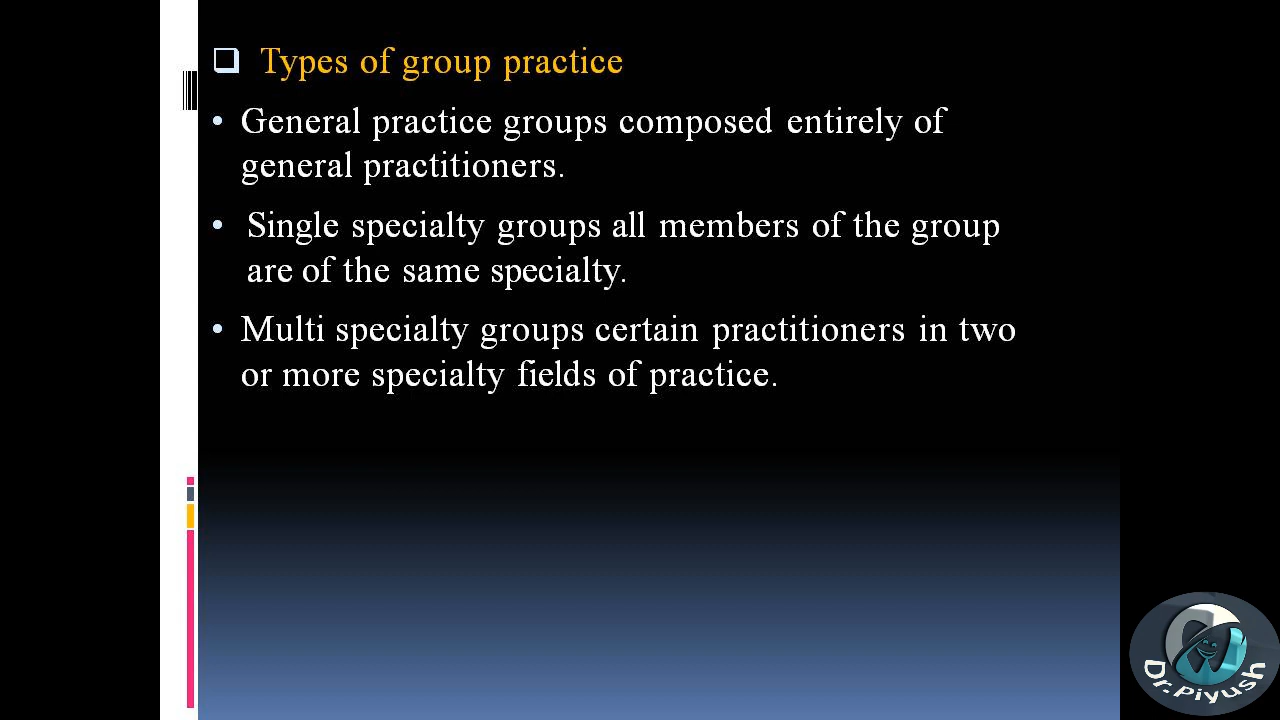 ❑ Types of group practice
• General practice groups composed entirely of
general practitioners.
• Single specialty groups all members of the group
are of the same specialty.
• Multi specialty groups certain practitioners in two
or more specialty fields of practice.
Dr.Piyush